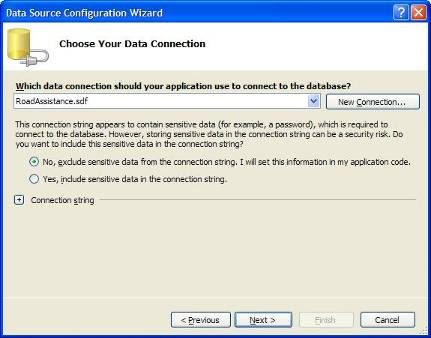 Data Source Configuration Wizard
Choose Your Data Connection
Which data connection should your application use to connect to the database?
RoadAssistance.sdf
New Connection...
This connection string appears to contain sensitive data (for example, a password), which is required to
connect to the database. However, storing sensitive data in the connection string can be a security risk. Do
you want to include this sensitive data in the connection string?
No, exclude sensitive data from the connection string. I will set this information in my application code.
Yes, include sensitive data in the connection string.
Connection string
< Previous
Next >
Finish
Cancel